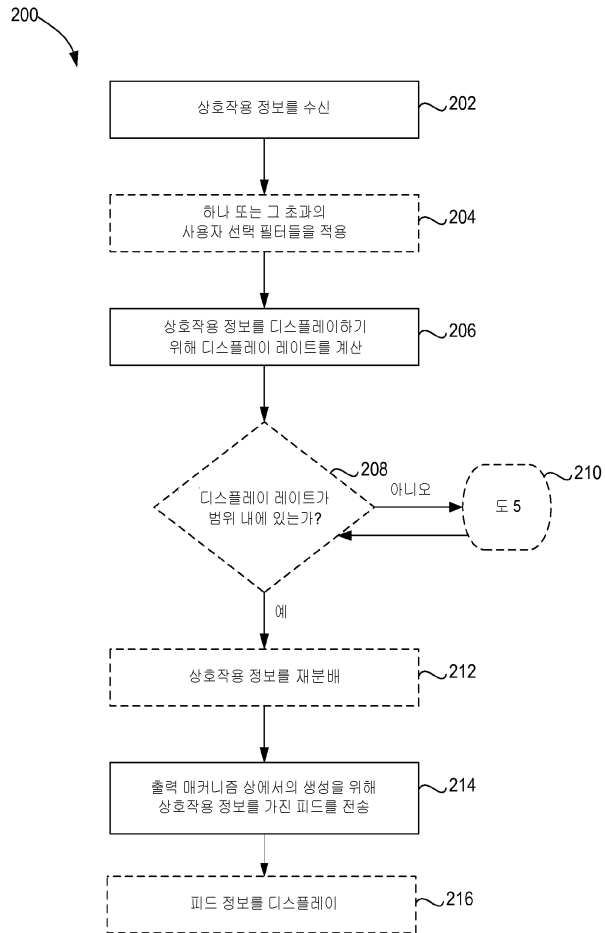 200
상호작용 정보를 수신
202
하나 또는 그 초과의
사용자 선택 필터들을 적용
204
상호작용 정보를 디스플레이하기
위해 디스플레이 레이트를 계산
206
208
디스플레이 레이트가
범위 내에 있는가?
아니오
210
도 5
예
상호작용 정보를 재분배
212
출력 매커니즘 상에서의 생성을 위해
상호작용 정보를 가진 피드를 전송
214
피드 정보를 디스플레이
216